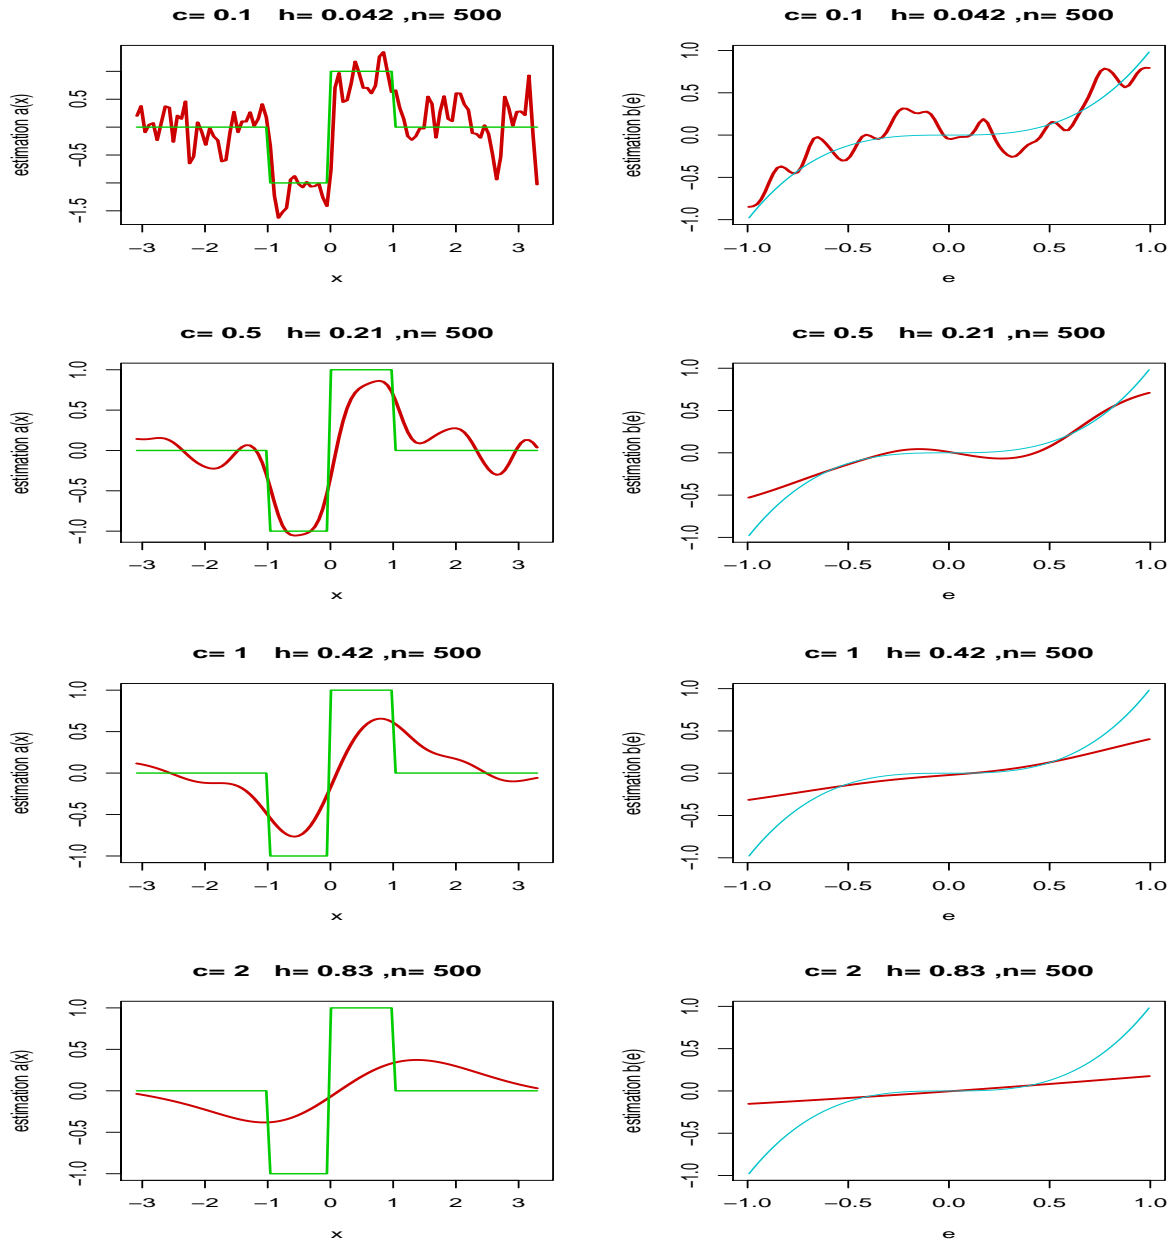 c= 0.1 h= 0.042 ,n= 500
estimation a(x)
0.5
−0.5
−1.5
−3 −2 −1 0 1 2 3
x
c= 0.1 h= 0.042 ,n= 500
estimation b(e)
1.0
0.5
0.0
−0.5
−1.0
−1.0 −0.5 0.0 0.5 1.0
e
c= 0.5 h= 0.21 ,n= 500
estimation a(x)
1.0
0.5
0.0
−0.5
−1.0
−3 −2 −1 0 1 2 3
x
c= 0.5 h= 0.21 ,n= 500
estimation b(e)
1.0
0.5
0.0
−0.5
−1.0
−1.0 −0.5 0.0 0.5 1.0
e
c= 1 h= 0.42 ,n= 500
estimation a(x)
1.0
0.5
0.0
−0.5
−1.0
−3 −2 −1 0 1 2 3
x
c= 1 h= 0.42 ,n= 500
estimation b(e)
1.0
0.5
0.0
−0.5
−1.0
−1.0 −0.5 0.0 0.5 1.0
e
c= 2 h= 0.83 ,n= 500
estimation a(x)
1.0
0.5
0.0
−0.5
−1.0
−3 −2 −1 0 1 2 3
x
c= 2 h= 0.83 ,n= 500
estimation b(e)
1.0
0.5
0.0
−0.5
−1.0
−1.0 −0.5 0.0 0.5 1.0
e